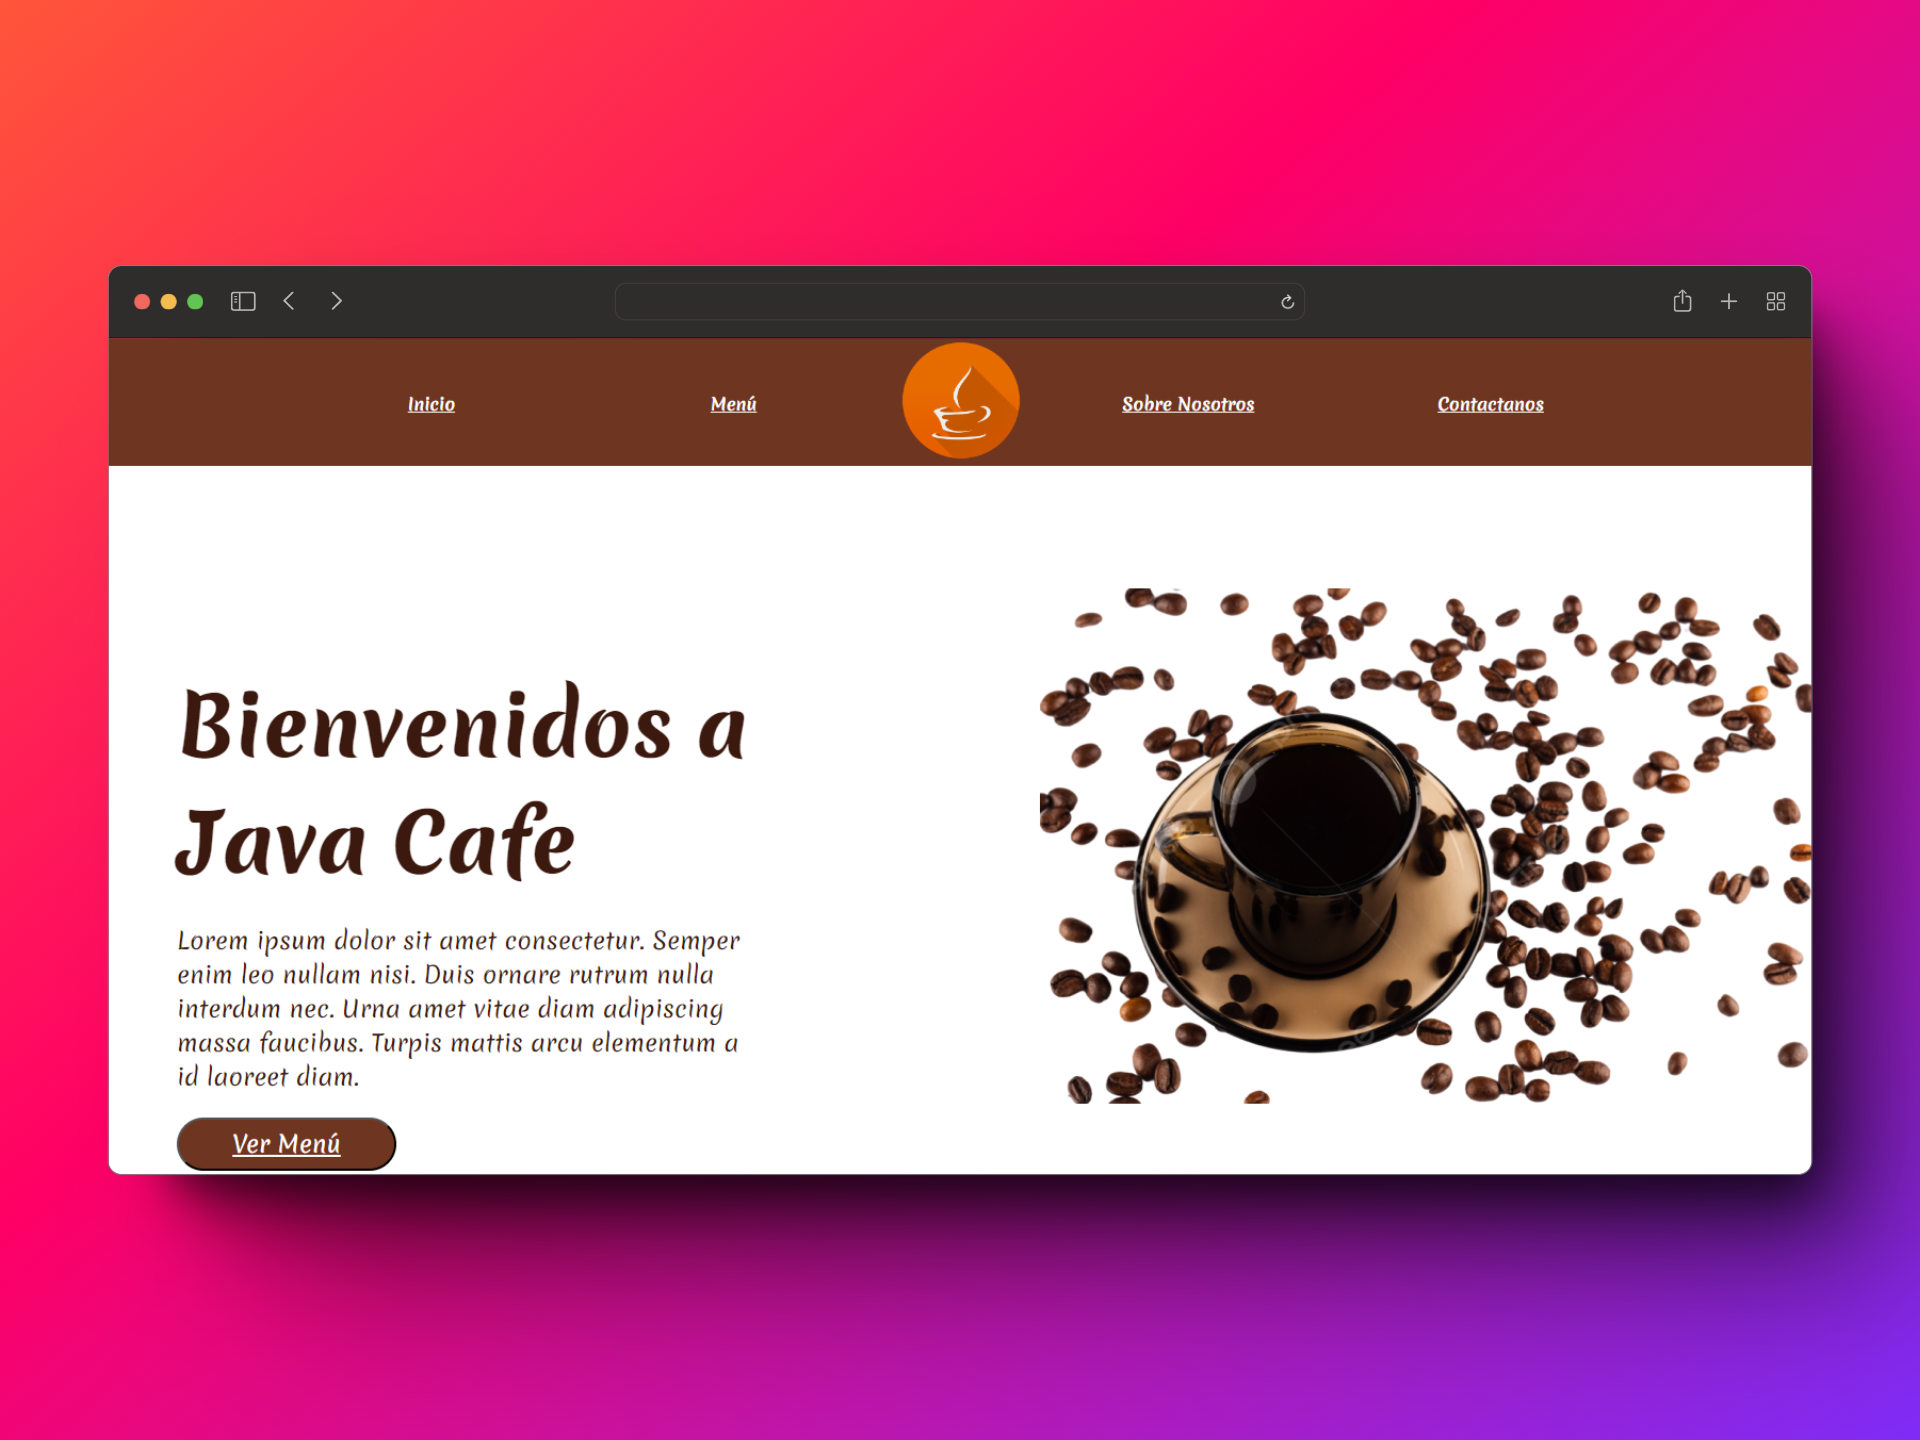 Inicio
Menú
Sobre Nosotros
Contactanos
Bienvenidos a
Java Cafe
Lorem ipsum dolor sit amet consectetur. Semper
enim leo nullam nisi. Duis ornare rutrum nulla
interdum nec. Urna amet vitae diam adipiscing
massa faucibus. Turpis mattis arcu elementum a
id laoreet diam.
Ver Menú